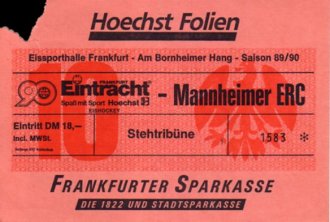 Hoechst Folien
Eissporthalle Frankfurt - Am Bornheimer Hang - Saison 89/90
FRANKFURT
90 Eintracht - Mannheimer ERC
Spaß mit Sport Hoechst
EISHOCKEY
Eintritt DM 18,—
Incl. MWSt.
Stehtribüne
1583 *
10
FRANKFURTER SPARKASSE
DIE 1822 UND STADTSPARKASSE